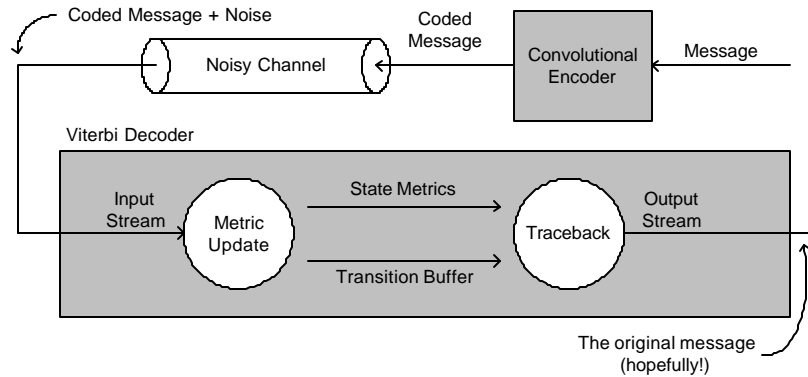 Coded Message + Noise
Noisy Channel
Coded
Message
Convolutional
Encoder
Message
Viterbi Decoder
Input
Stream
Metric
Update
State Metrics
Transition Buffer
Traceback
Output
Stream
The original message
(hopefully!)